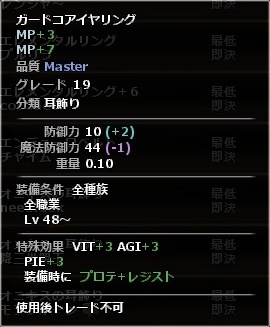 ガードコアイヤリング
MP+3
MP+7
品質 Master
グレード 19
分類 耳飾り
防御力 10 (+2)
魔法防御力 44 (-1)
重量 0.10
装備条件 全種族
全職業
Lv 48～
特殊効果 VIT+3 AGI+3
PIE+3
装備時に プロテ+レジスト
使用後トレード不可